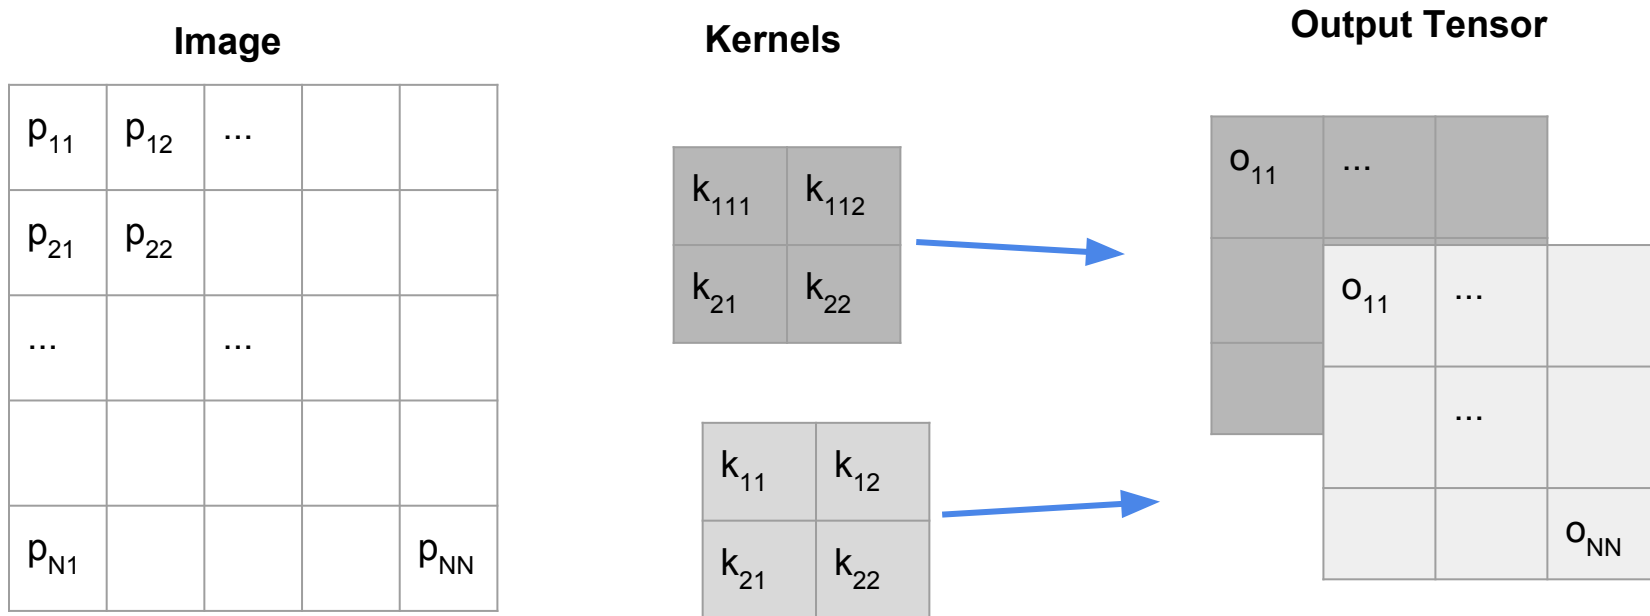 Image
p11 p12 ...
p21 p22
... ...
pN1 pNN
Kernels
k111 k112
k21 k22
k11 k12
k21 k22
Output Tensor
o11 ...
o11 ...
...
oNN